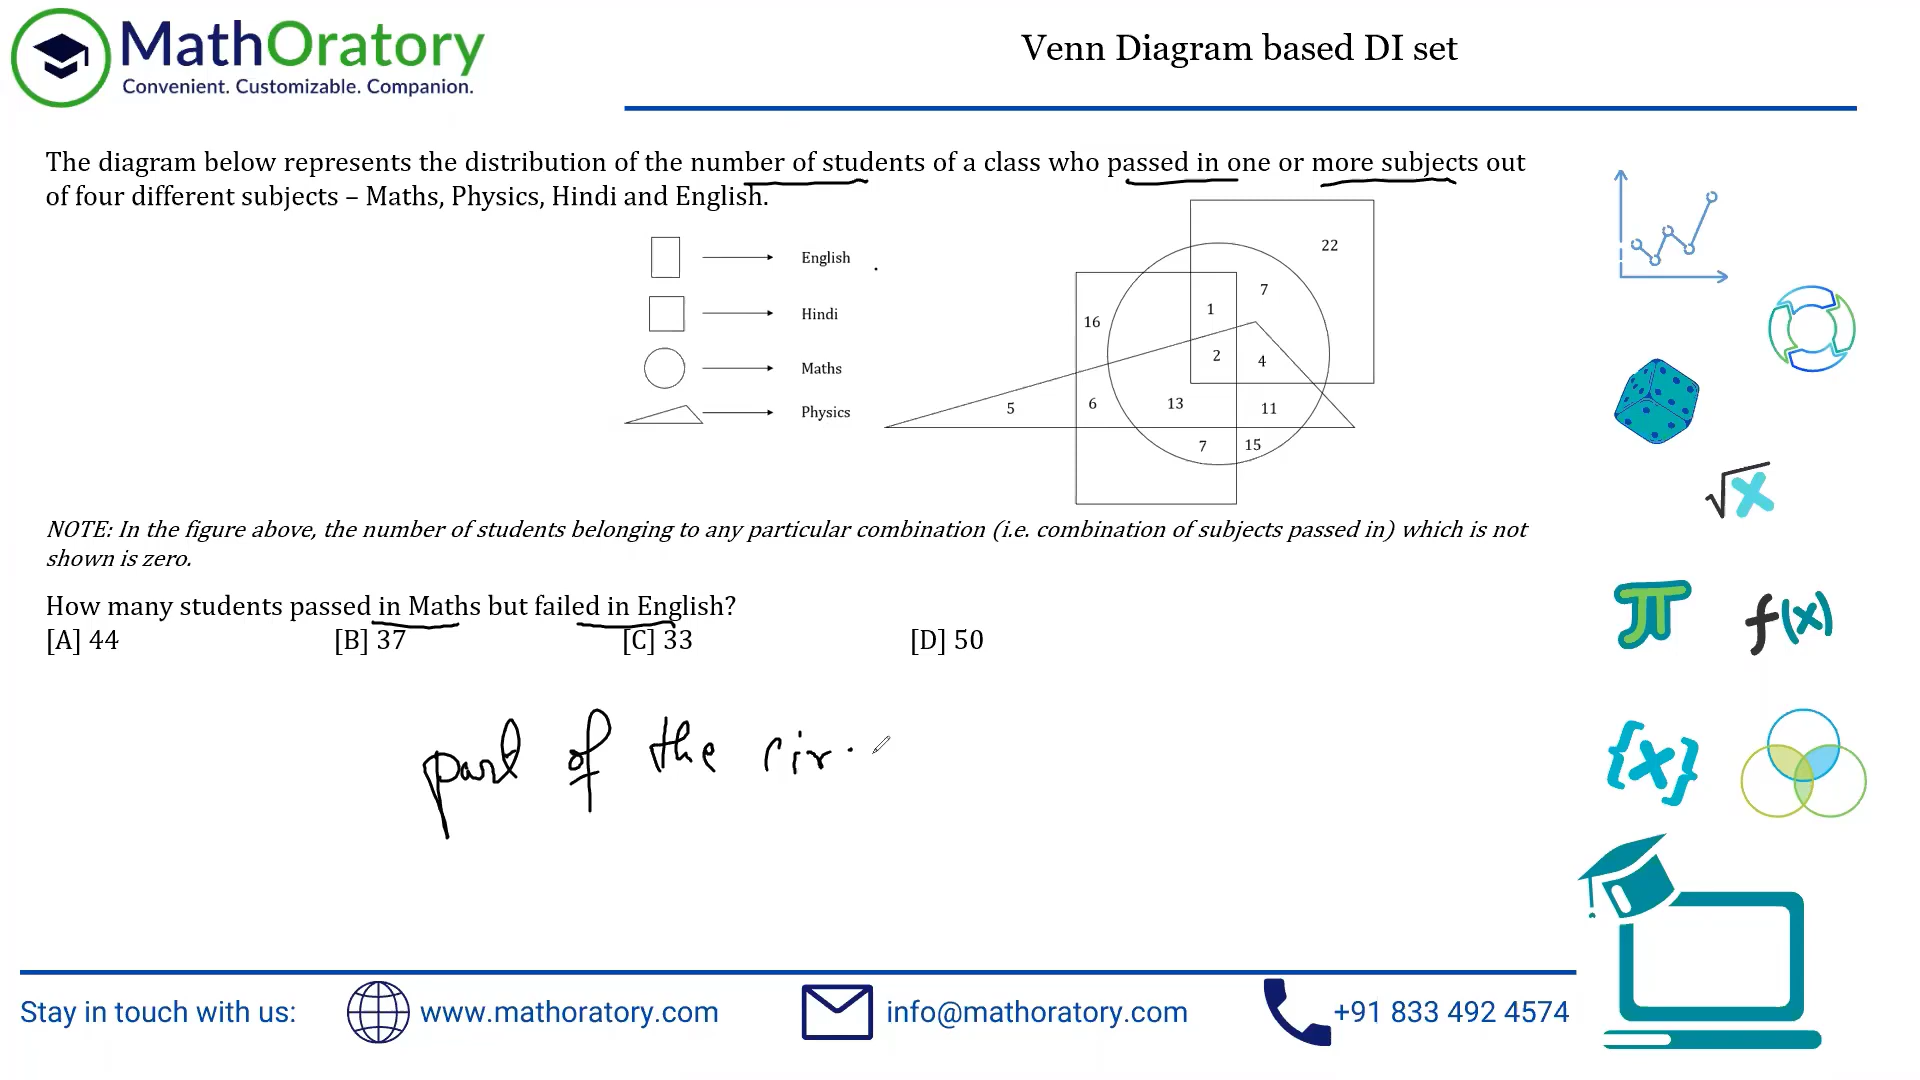 MathOratory
Convenient. Customizable. Companion.
Venn Diagram based DI set
The diagram below represents the distribution of the number of students of a class who passed in one or more subjects out
of four different subjects – Maths, Physics, Hindi and English.
English
Hindi
Maths
Physics
22
7
1
16
2
4
5
6
13
11
7
15
NOTE: In the figure above, the number of students belonging to any particular combination (i.e. combination of subjects passed in) which is not
shown is zero.
How many students passed in Maths but failed in English?
[A] 44 [B] 37 [C] 33 [D] 50
part of the cir
√x
π f(x)
{x}
Stay in touch with us: www.mathoratory.com info@mathoratory.com +91 833 492 4574